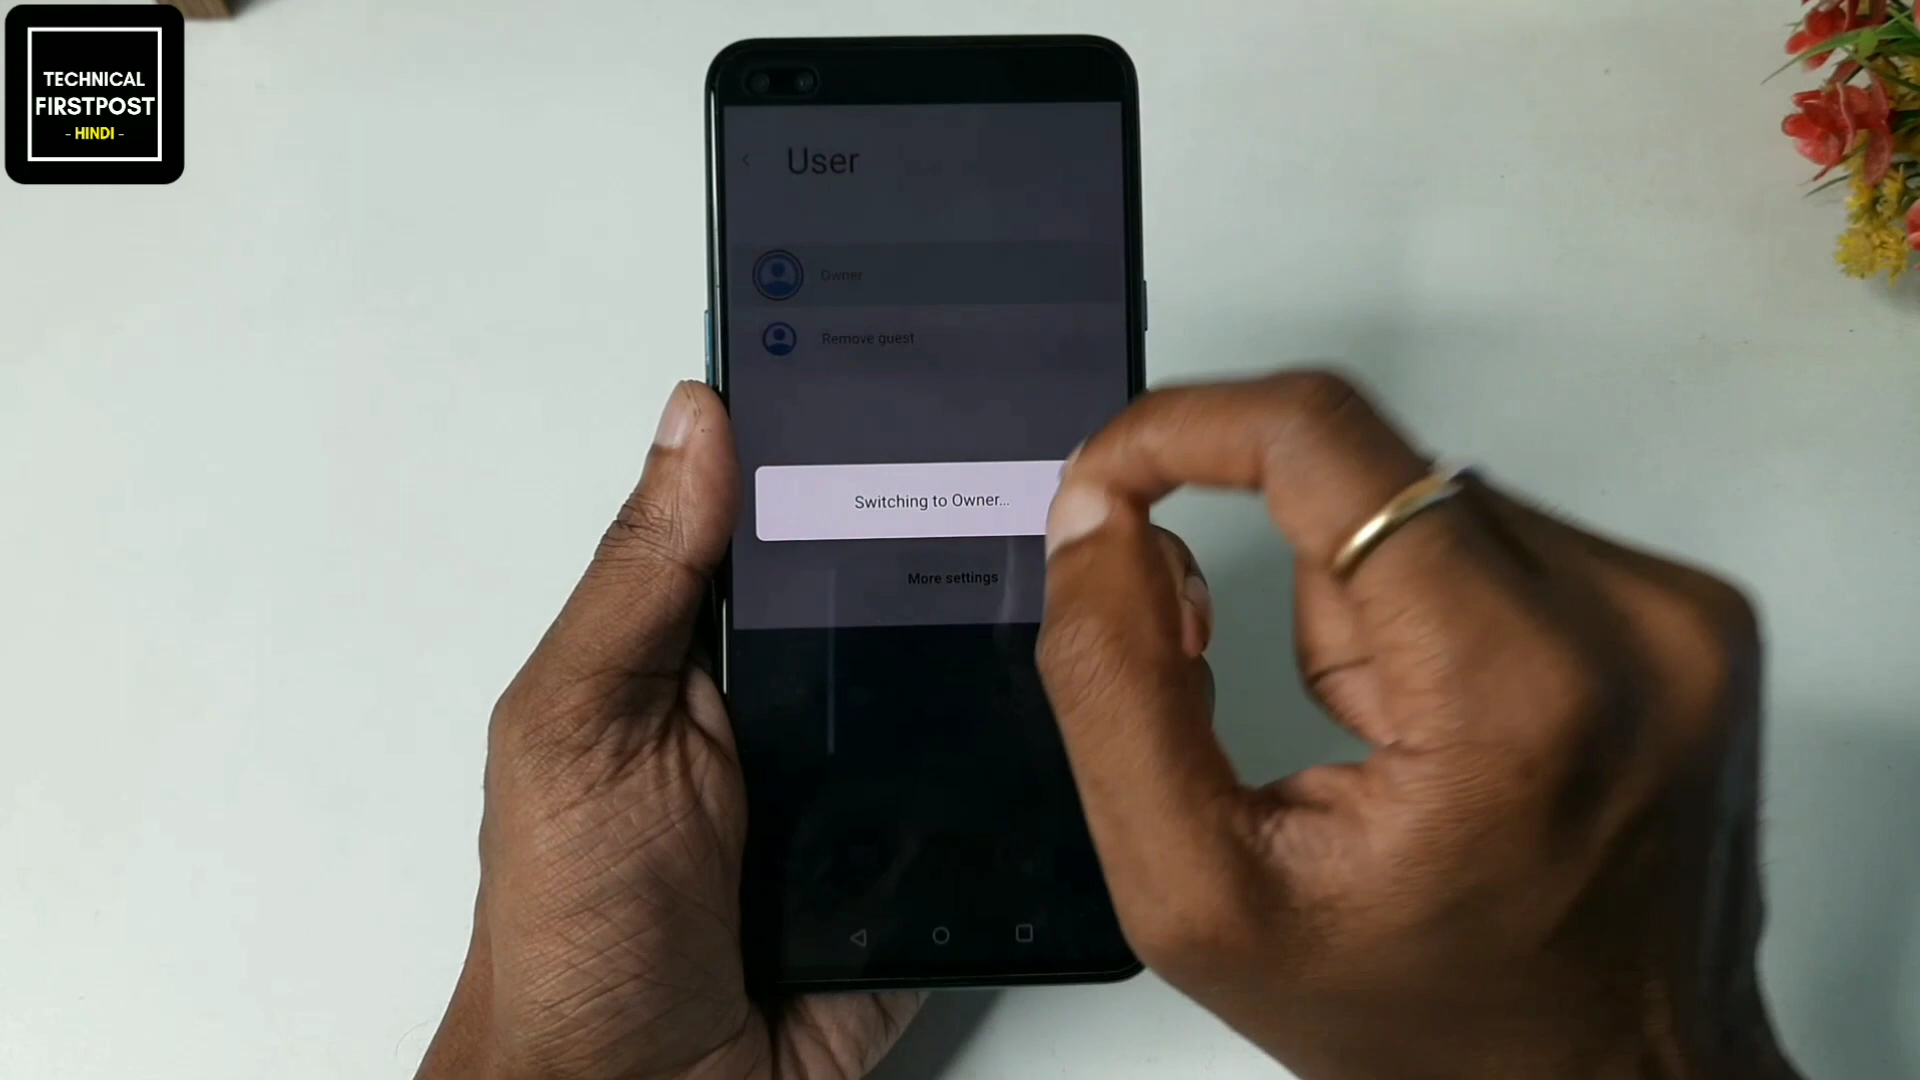 TECHNICAL
FIRSTPOST
- HINDI -
User
Owner
Remove guest
Switching to Owner...
More settings